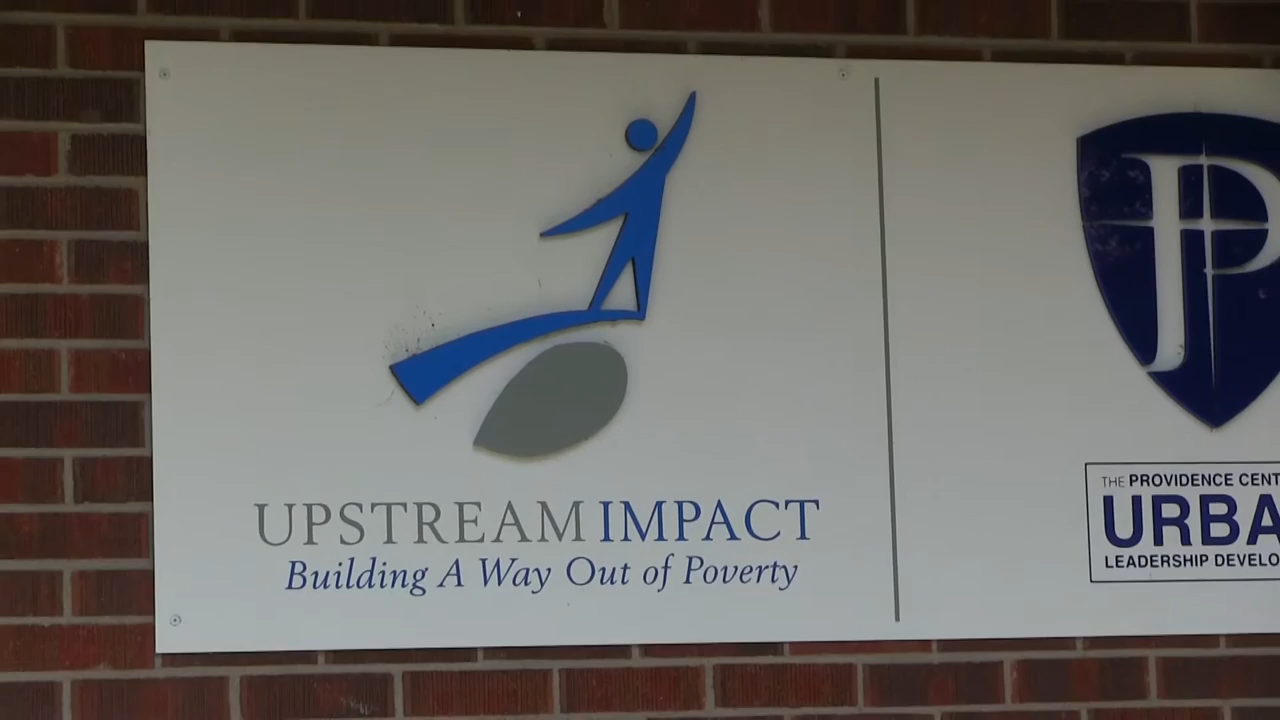 UPSTREAM IMPACT
Building A Way Out of Poverty
P
THE PROVIDENCE CENT
URBA
LEADERSHIP DEVELO